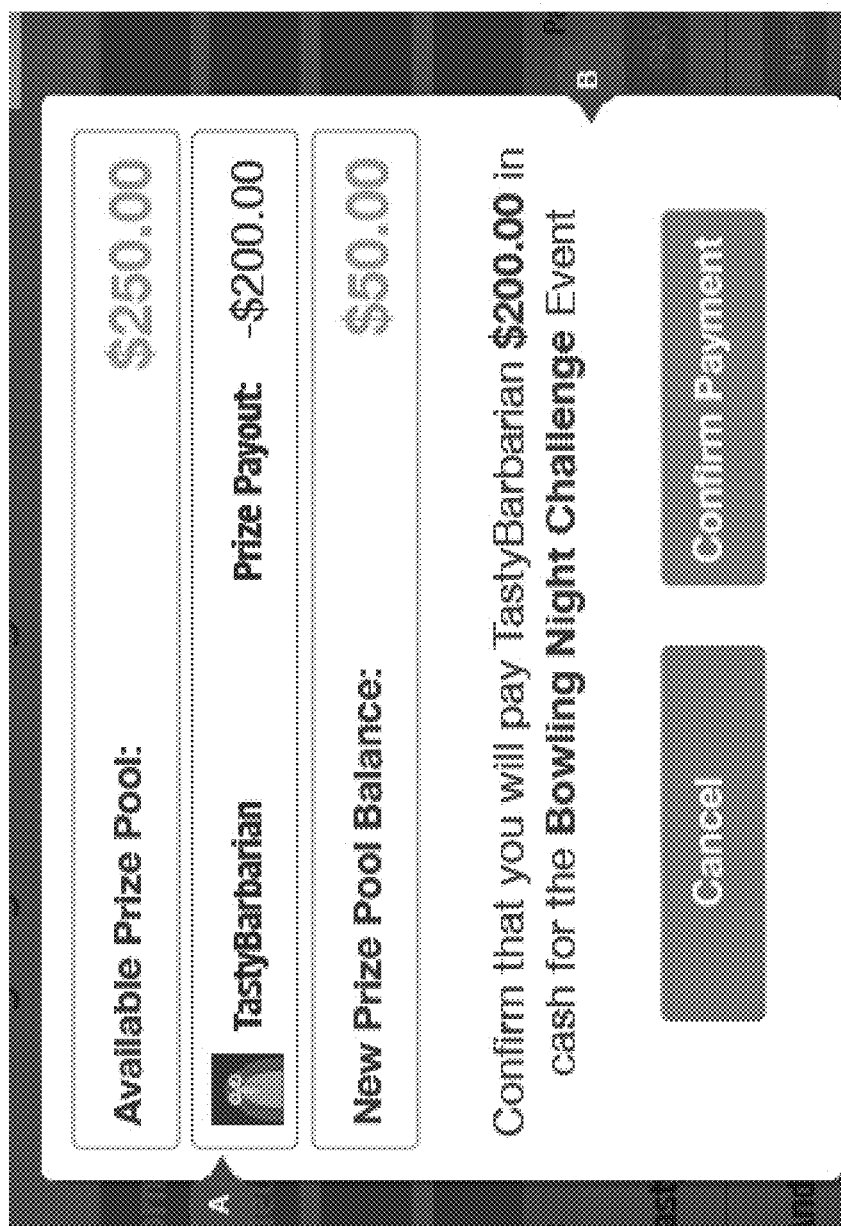 Available Prize Pool: $250.00
A
TastyBarbarian Prize Payout: -$200.00
New Prize Pool Balance: $50.00
Confirm that you will pay TastyBarbarian $200.00 in
cash for the Bowling Night Challenge Event
B
Cancel Confirm Payment